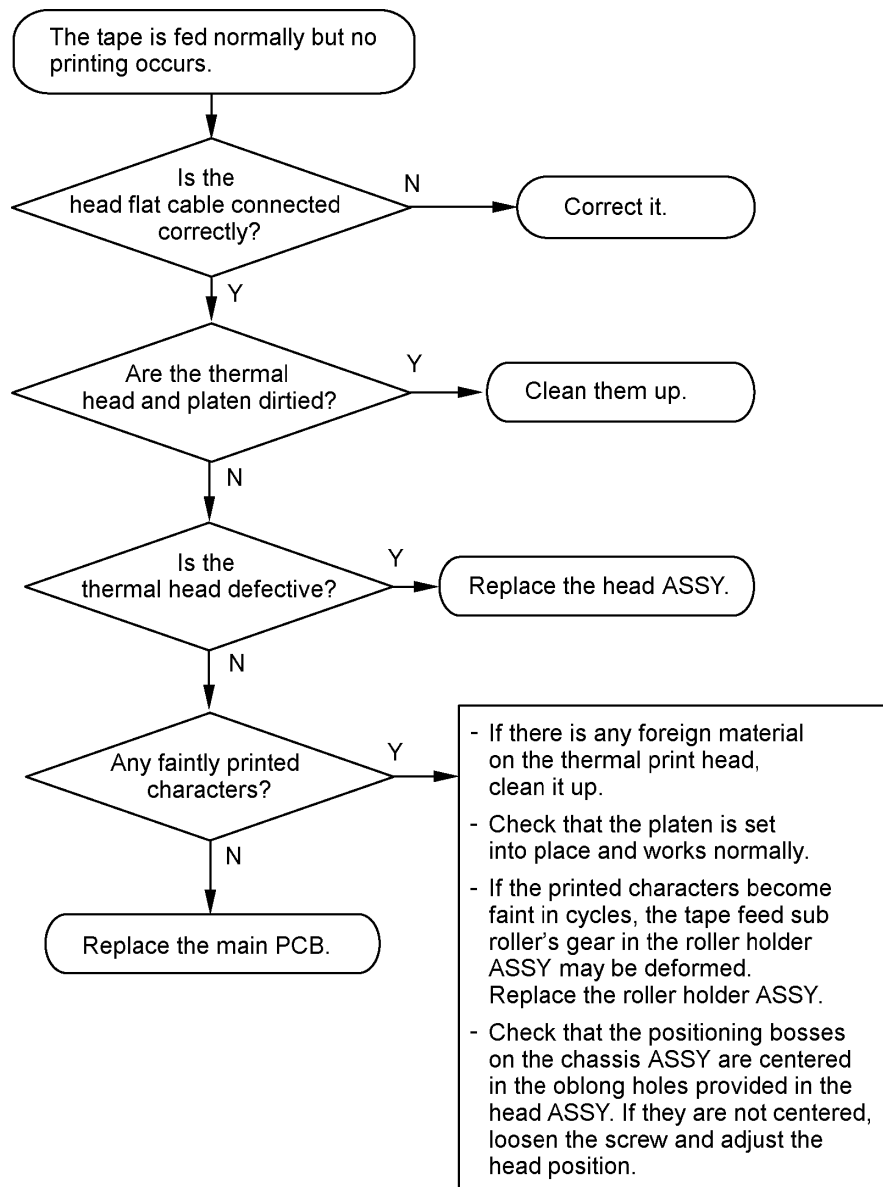 The tape is fed normally but no
printing occurs.
Is the
head flat cable connected
correctly?
N
Correct it.
Y
Are the thermal
head and platen dirtied?
Y
Clean them up.
N
Is the
thermal head defective?
Y
Replace the head ASSY.
N
Any faintly printed
characters?
Y
- If there is any foreign material
on the thermal print head,
clean it up.
- Check that the platen is set
into place and works normally.
- If the printed characters become
faint in cycles, the tape feed sub
roller's gear in the roller holder
ASSY may be deformed.
Replace the roller holder ASSY.
- Check that the positioning bosses
on the chassis ASSY are centered
in the oblong holes provided in the
head ASSY. If they are not centered,
loosen the screw and adjust the
head position.
N
Replace the main PCB.